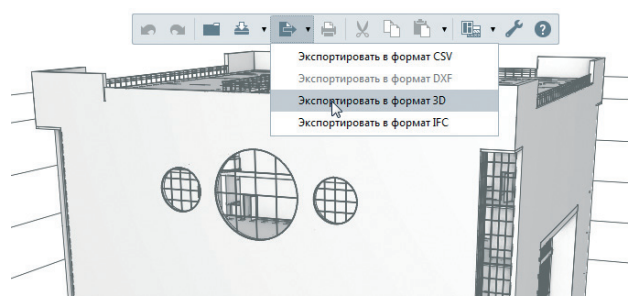 Экспортировать в формат CSV
Экспортировать в формат DXF
Экспортировать в формат 3D
Экспортировать в формат IFC